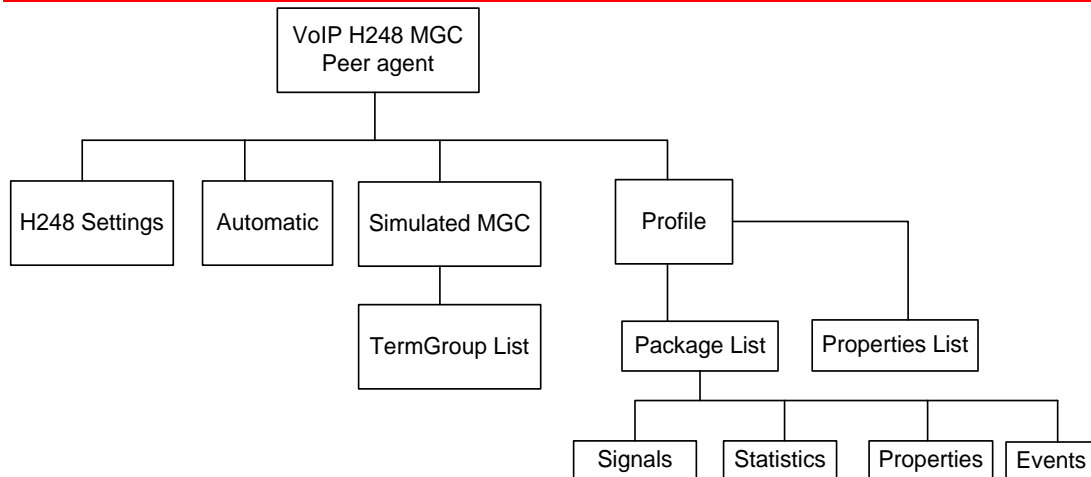 VoIP H248 MGC
Peer agent
H248 Settings
Automatic
Simulated MGC
Profile
TermGroup List
Package List
Properties List
Signals
Statistics
Properties
Events